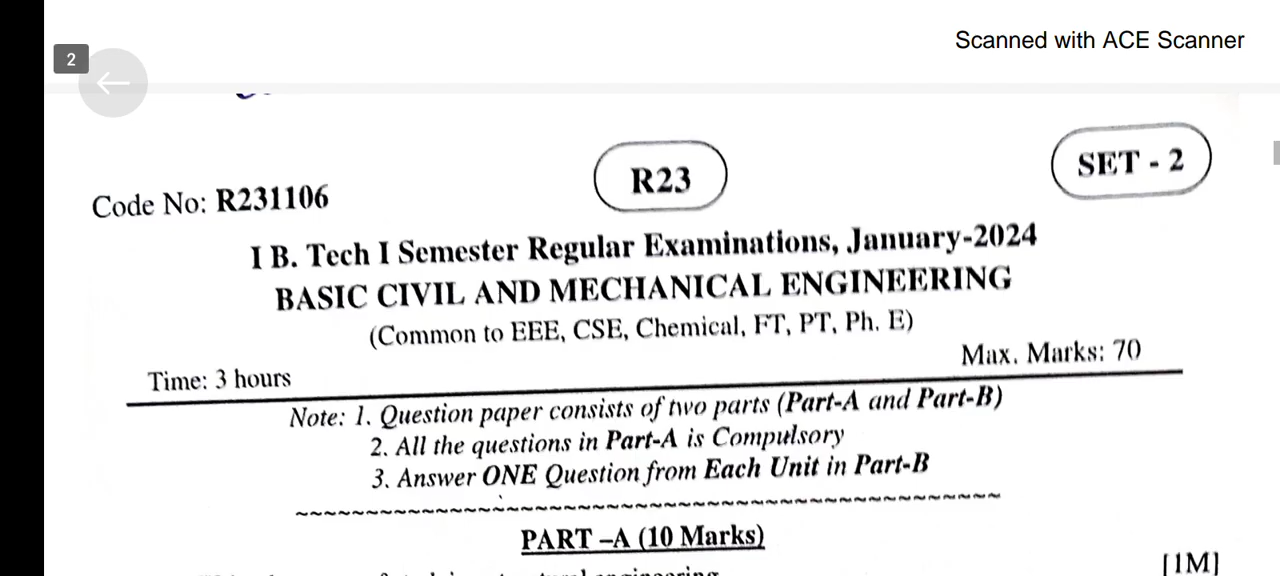 Scanned with ACE Scanner
2
R23
SET - 2
Code No: R231106
I B. Tech I Semester Regular Examinations, January-2024
BASIC CIVIL AND MECHANICAL ENGINEERING
(Common to EEE, CSE, Chemical, FT, PT, Ph. E)
Time: 3 hours
Max. Marks: 70
Note: 1. Question paper consists of two parts (Part-A and Part-B)
2. All the questions in Part-A is Compulsory
3. Answer ONE Question from Each Unit in Part-B
~~~~~~~~~~~~~~~~~~~~~~~~~~~~~~~~~~~~~~~~~~~~~~~~~~~~~~~~~~~~
PART –A (10 Marks)
engineering
[1M]